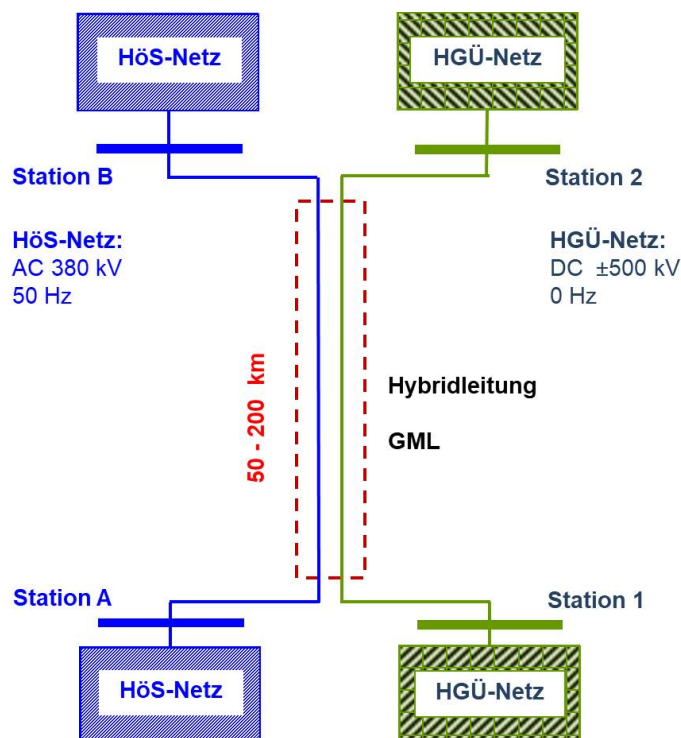 HöS-Netz
HGÜ-Netz
Station B
Station 2
HöS-Netz:
AC 380 kV
50 Hz
HGÜ-Netz:
DC ±500 kV
0 Hz
50 - 200 km
Hybridleitung
GML
Station A
Station 1
HöS-Netz
HGÜ-Netz